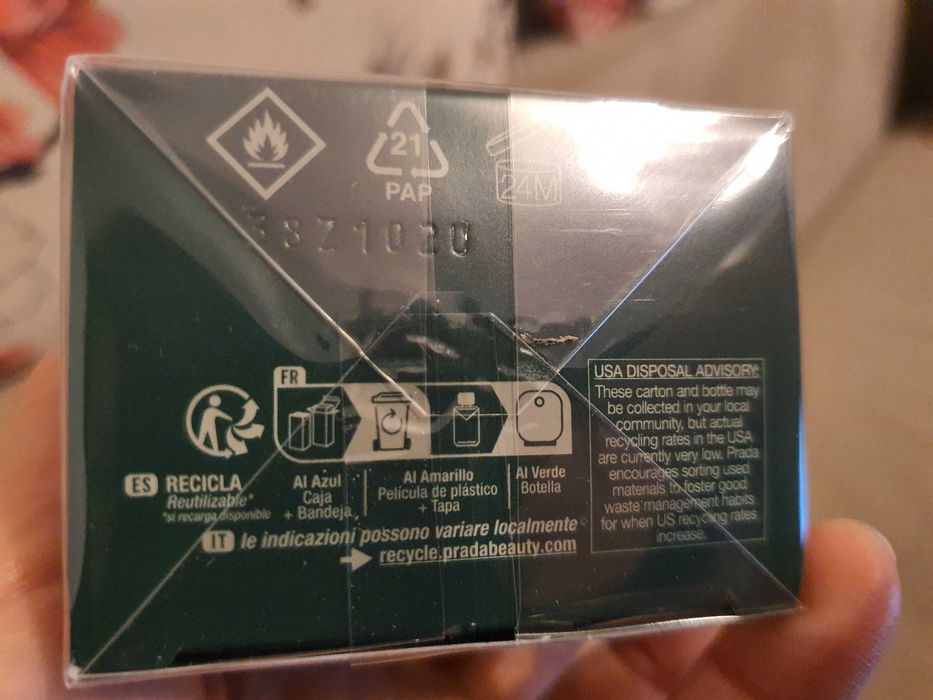 21
PAP
24M
38Z1020
FR
USA DISPOSAL ADVISORY:
These carton and bottle may
be collected in your local
community, but actual
recycling rates in the USA
are currently very low. Prada
encourages sorting used
materials to foster good
waste management habits
for when US recycling rates
increase.
ES RECICLA
Reutilizable*
*si recarga disponible
Al Azul
Caja
+ Bandeja
Al Amarillo
Película de plástico
+ Tapa
Al Verde
Botella
IT le indicazioni possono variare localmente
recycle.pradabeauty.com